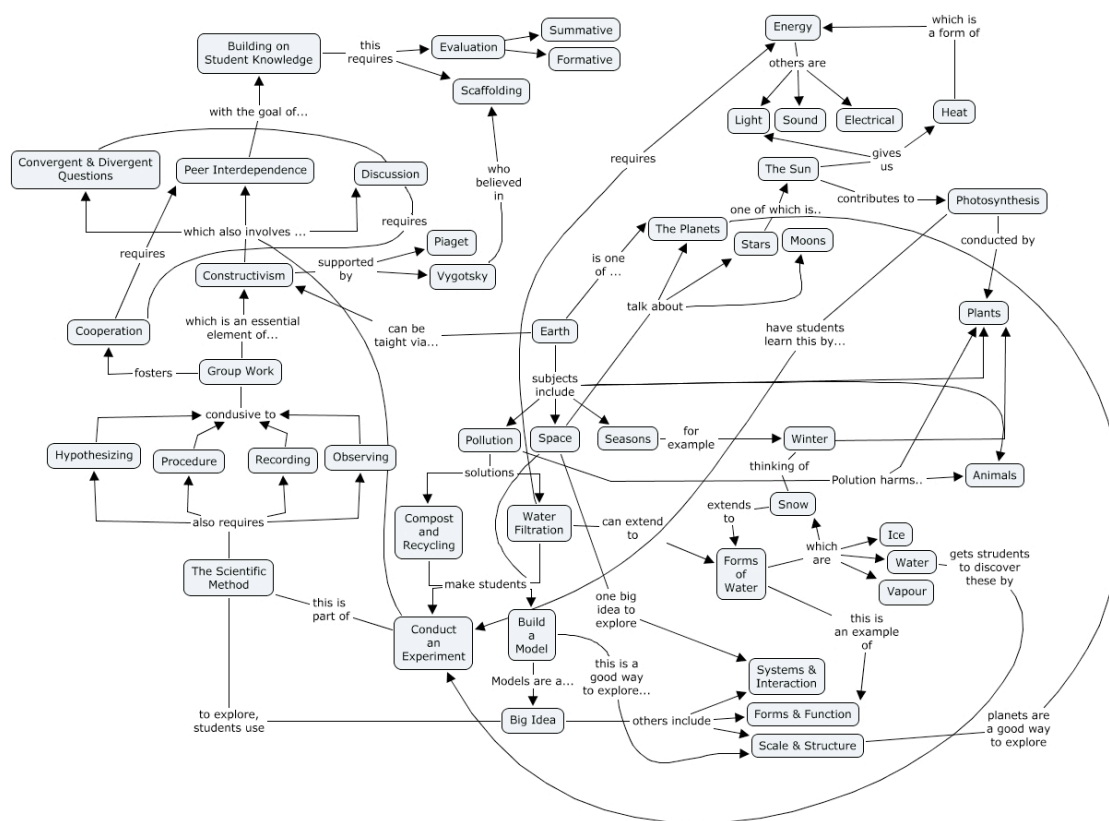 Energy
which is
a form of
Summative
Building on
Student Knowledge
this
requires
Evaluation
Formative
others are
Scaffolding
with the goal of...
Light
Sound
Electrical
Heat
Convergent & Divergent
Questions
Peer Interdependence
Discussion
requires
gives
us
who
believed
in
The Sun
contributes to
Photosynthesis
one of which is..
requires
which also involves ...
The Planets
Stars
Moons
conducted by
requires
Piaget
is one
of ...
Constructivism
supported
by
Vygotsky
talk about
Plants
Cooperation
which is an essential
element of...
can be
taight via...
Earth
have students
learn this by...
fosters
Group Work
subjects
include
condusive to
Pollution
Space
Seasons
for
example
Winter
Hypothesizing
Procedure
Recording
Observing
solutions
thinking of
Polution harms..
Animals
also requires
Compost
and
Recycling
Water
Filtration
can extend
to
extends
to
Snow
Ice
which
are
Water
gets strudents
to discover
these by
Forms
of
Water
Vapour
The Scientific
Method
make students
one big
idea to
explore
this is
part of
Conduct
an
Experiment
Build
a
Model
this is
an example
of
this is a
good way
to explore...
Models are a...
Systems &
Interaction
to explore,
students use
Big Idea
others include
Forms & Function
Scale & Structure
planets are
a good way
to explore